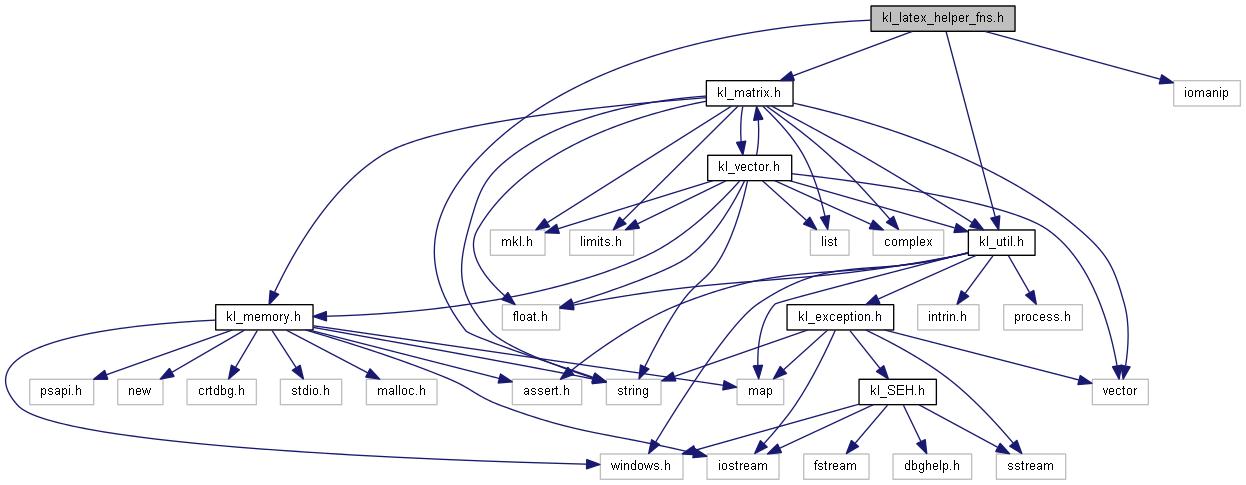 kl_latex_helper_fns.h
kl_matrix.h
iomanip
kl_vector.h
mkl.h
limits.h
list
complex
kl_util.h
kl_memory.h
float.h
kl_exception.h
intrin.h
process.h
psapi.h
new
crtdbg.h
stdio.h
malloc.h
assert.h
string
map
kl_SEH.h
vector
windows.h
iostream
fstream
dbghelp.h
sstream